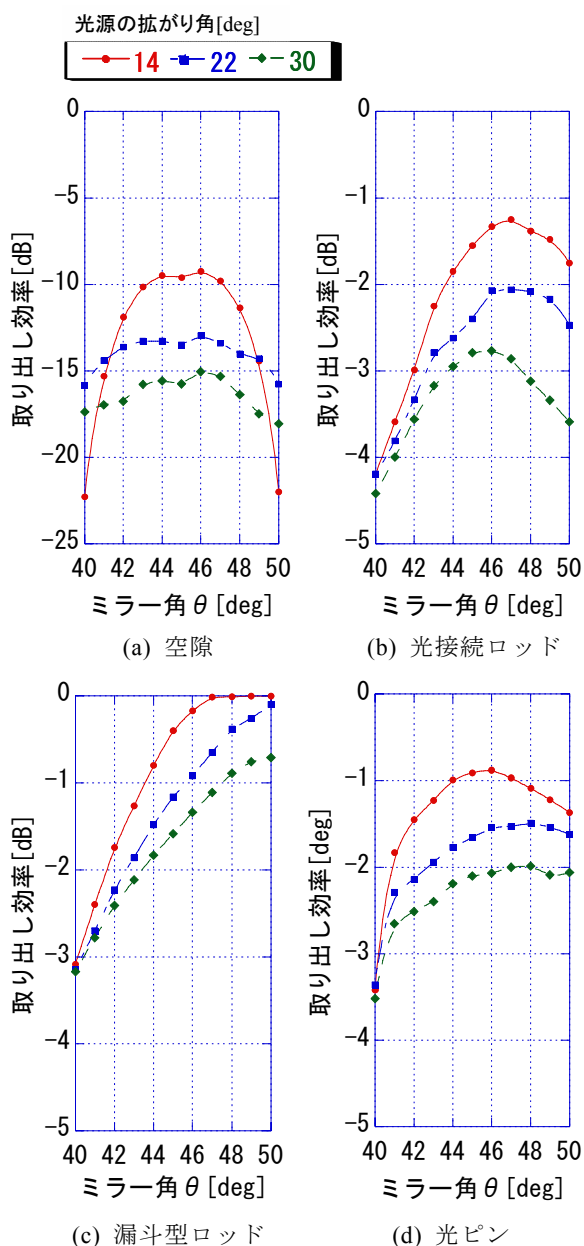 光源の拡がり角[deg]
14 22 30
取り出し効率[dB]
0
-5
-10
-15
-20
-25
40 42 44 46 48 50
ミラー角θ [deg]
(a) 空隙
取り出し効率[dB]
0
-1
-2
-3
-4
-5
40 42 44 46 48 50
ミラー角θ [deg]
(b) 光接続ロッド
取り出し効率[dB]
0
-1
-2
-3
-4
-5
40 42 44 46 48 50
ミラー角θ [deg]
(c) 漏斗型ロッド
取り出し効率[deg]
0
-1
-2
-3
-4
-5
40 42 44 46 48 50
ミラー角θ [deg]
(d) 光ピン